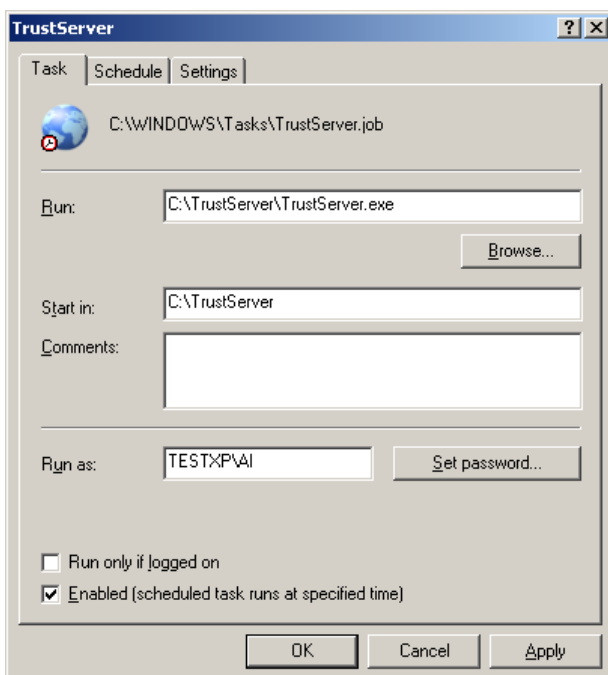 TrustServer
Task Schedule Settings
C:\WINDOWS\Tasks\TrustServer.job
Run: C:\TrustServer\TrustServer.exe
Browse...
Start in: C:\TrustServer
Comments:
Run as: TESTXP\Al Set password...
Run only if logged on
Enabled (scheduled task runs at specified time)
OK Cancel Apply